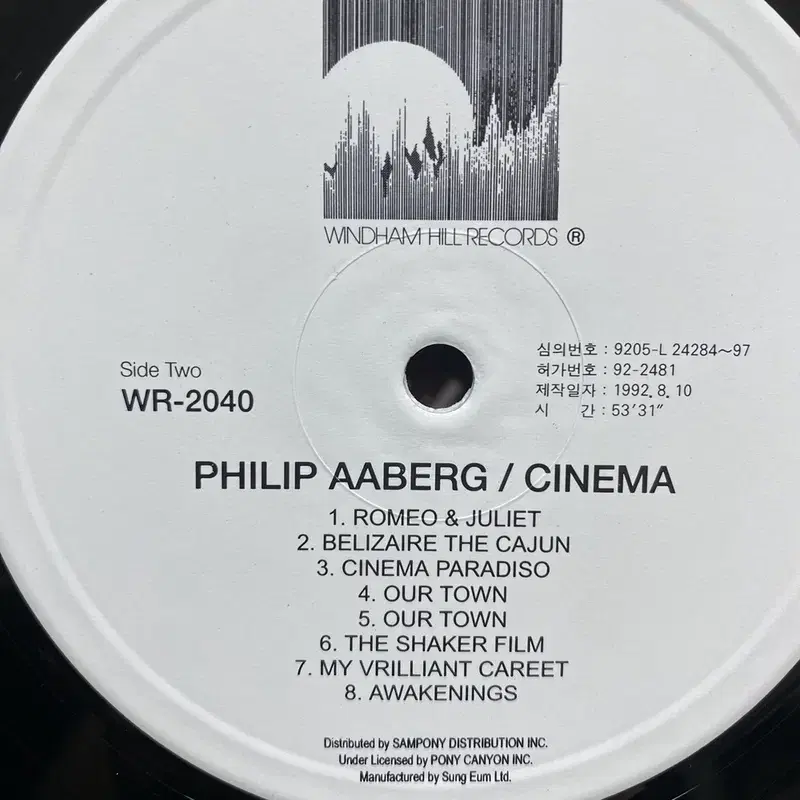 WINDHAM HILL RECORDS ®
Side Two
WR-2040
심의번호 : 9205-L 24284~97
허가번호 : 92-2481
제작일자 : 1992. 8. 10
시 간 : 53′31″
PHILIP AABERG / CINEMA
1. ROMEO & JULIET
2. BELIZAIRE THE CAJUN
3. CINEMA PARADISO
4. OUR TOWN
5. OUR TOWN
6. THE SHAKER FILM
7. MY VRILLIANT CAREET
8. AWAKENINGS
Distributed by SAMPONY DISTRIBUTION INC.
Under Licensed by PONY CANYON INC.
Manufactured by Sung Eum Ltd.